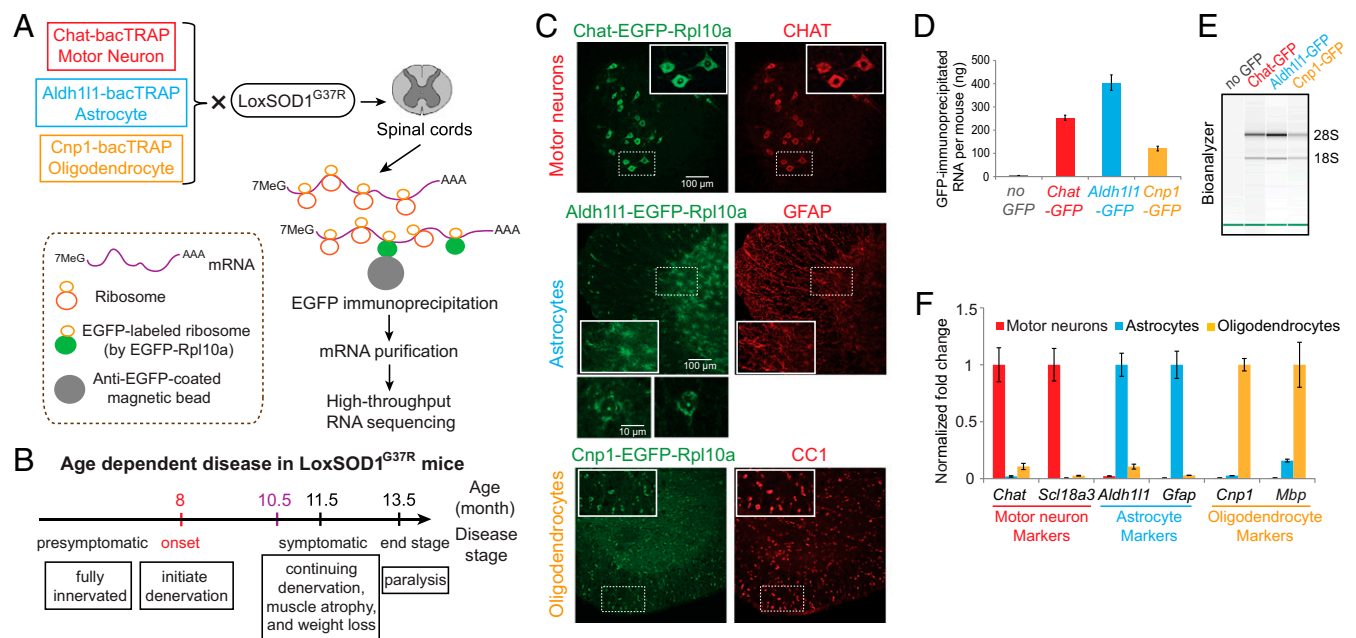 A
Chat-bacTRAP
Motor Neuron
Aldh1l1-bacTRAP
Astrocyte
Cnp1-bacTRAP
Oligodendrocyte
×
LoxSOD1G37R
Spinal cords
7MeG
AAA
7MeG
AAA
EGFP immunoprecipitation
mRNA purification
High-throughput
RNA sequencing
7MeG
AAA mRNA
Ribosome
EGFP-labeled ribosome
(by EGFP-Rpl10a)
Anti-EGFP-coated
magnetic bead
B
Age dependent disease in LoxSOD1G37R mice
8
10.5
11.5
13.5
Age
(month)
presymptomatic
onset
symptomatic
end stage
Disease
stage
fully
innervated
initiate
denervation
continuing
denervation,
muscle atrophy,
and weight loss
paralysis
C
Chat-EGFP-Rpl10a
CHAT
Motor neurons
100 µm
100 µm
Aldh1l1-EGFP-Rpl10a
GFAP
Astrocytes
100 µm
10 µm
Cnp1-EGFP-Rpl10a
CC1
Oligodendrocytes
D
GFP-immunoprecipitated
RNA per mouse (ng)
500
400
300
200
100
0
no
GFP
Chat
-GFP
Aldh1l1
-GFP
Cnp1
-GFP
E
no GFP
Chat-GFP
Aldh1l1-GFP
Cnp1-GFP
Bioanalyzer
28S
18S
F
Normalized fold change
1.5
1
0.5
0
Motor neurons
Astrocytes
Oligodendrocytes
Chat
Scl18a3
Aldh1l1
Gfap
Cnp1
Mbp
Motor neuron
Markers
Astrocyte
Markers
Oligodendrocyte
Markers